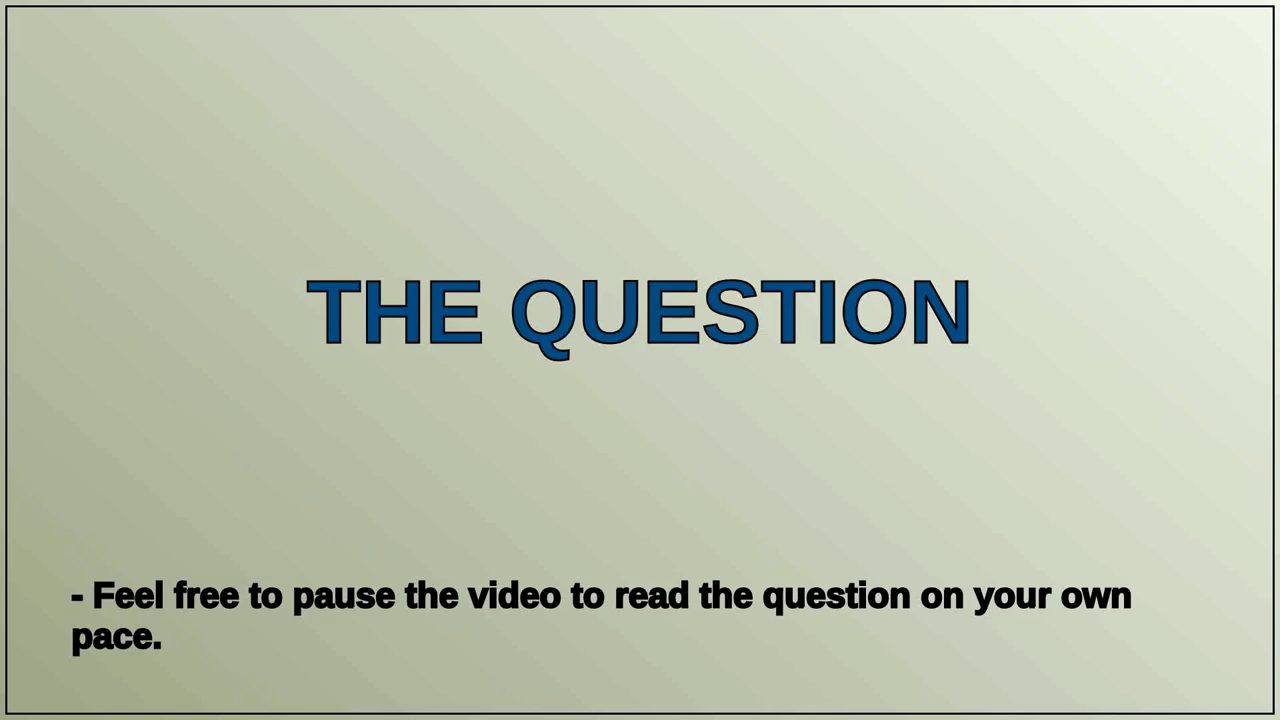 THE QUESTION
- Feel free to pause the video to read the question on your own
pace.